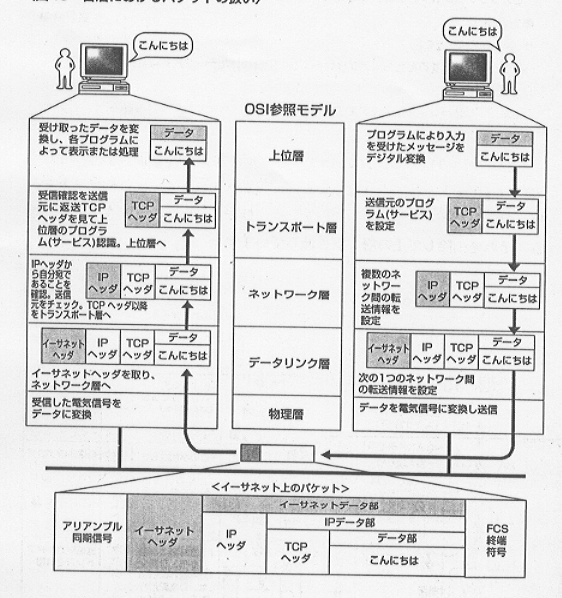 こんにちは
こんにちは
OSI参照モデル
受け取ったデータを変
換し、各プログラムに
よって表示または処理
データ
こんにちは
上位層
プログラムにより入力
を受けたメッセージを
デジタル変換
データ
こんにちは
受信確認を送信
元に返送TCP
ヘッダを見て上
位層のプログラ
ム(サービス)認識。上位層へ
TCP
ヘッダ
データ
こんにちは
トランスポート層
送信元のプログ
ラム(サービス)
を設定
TCP
ヘッダ
データ
こんにちは
IPヘッダか
ら自分宛で
あることを
確認。送信
元をチェック。TCPヘッダ以降
をトランスポート層へ
IP
ヘッダ
TCP
ヘッダ
データ
こんにちは
ネットワーク層
複数のネ
ットワー
ク間の転
送情報を
設定
IP
ヘッダ
TCP
ヘッダ
データ
こんにちは
イーサネット
ヘッダ
IP
ヘッダ
TCP
ヘッダ
データ
こんにちは
イーサネットヘッダを取り、
ネットワーク層へ
データリンク層
イーサネット
ヘッダ
IP
ヘッダ
TCP
ヘッダ
データ
こんにちは
次の1つのネットワーク間
の転送情報を設定
受信した電気信号を
データに変換
物理層
データを電気信号に変換し送信
<イーサネット上のパケット>
アリアンブル
同期信号
イーサネット
ヘッダ
イーサネットデータ部
IP
ヘッダ
IPデータ部
TCP
ヘッダ
データ部
こんにちは
FCS
終端
符号